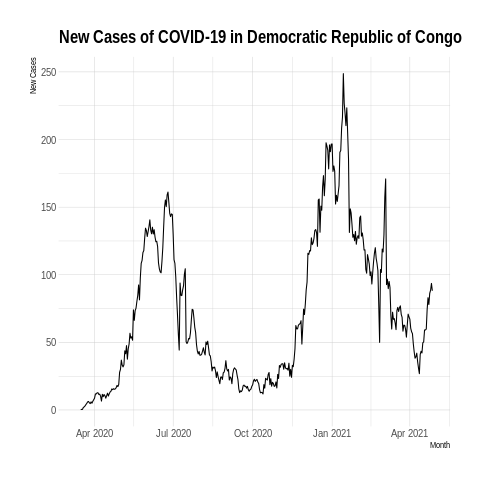 New Cases of COVID-19 in Democratic Republic of Congo
New Cases
250
200
150
100
50
0
Apr 2020 Jul 2020 Oct 2020 Jan 2021 Apr 2021
Month